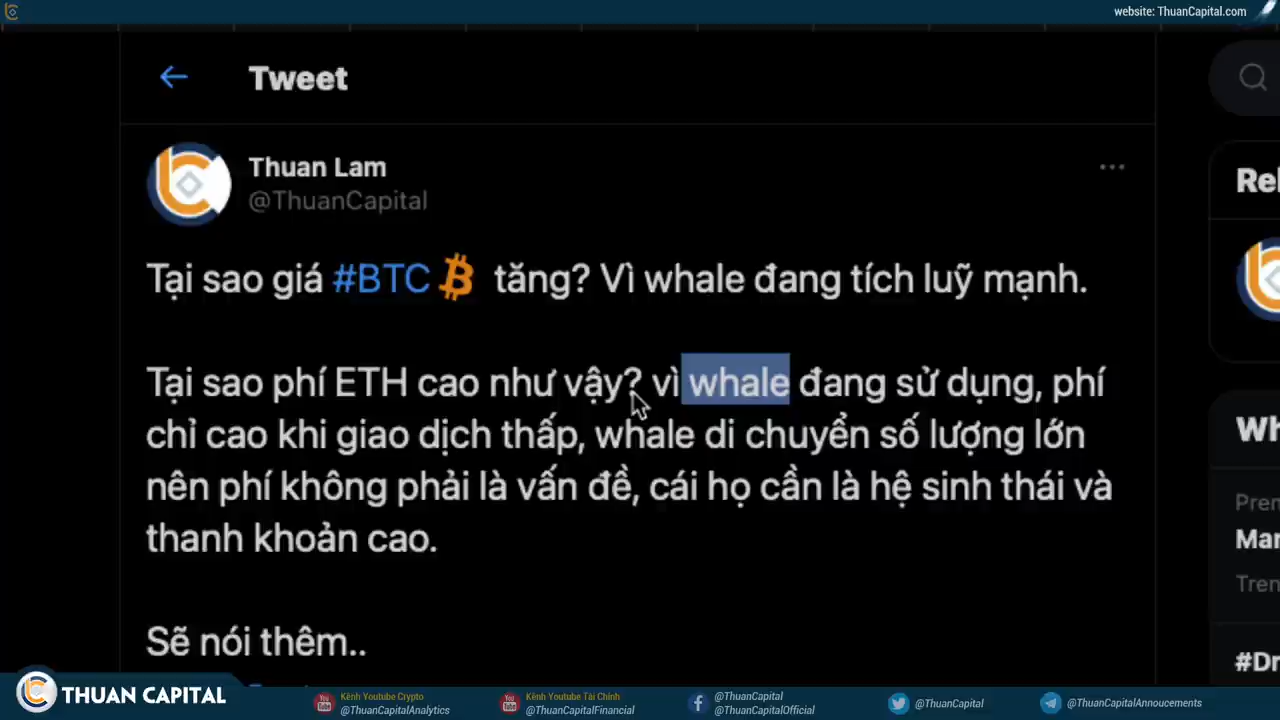 website: ThuanCapital.com
Tweet
Thuan Lam
@ThuanCapital
Tại sao giá #BTC tăng? Vì whale đang tích luỹ mạnh.
Tại sao phí ETH cao như vậy? vì whale đang sử dụng, phí
chỉ cao khi giao dịch thấp, whale di chuyển số lượng lớn
nên phí không phải là vấn đề, cái họ cần là hệ sinh thái và
thanh khoản cao.
Sẽ nói thêm..
#Dr
THUAN CAPITAL
Kênh Youtube Crypto
@ThuanCapitalAnalytics
Kênh Youtube Tài Chính
@ThuanCapitalFinancial
@ThuanCapital
@ThuanCapitalOfficial
@ThuanCapital
@ThuanCapitalAnnoucements